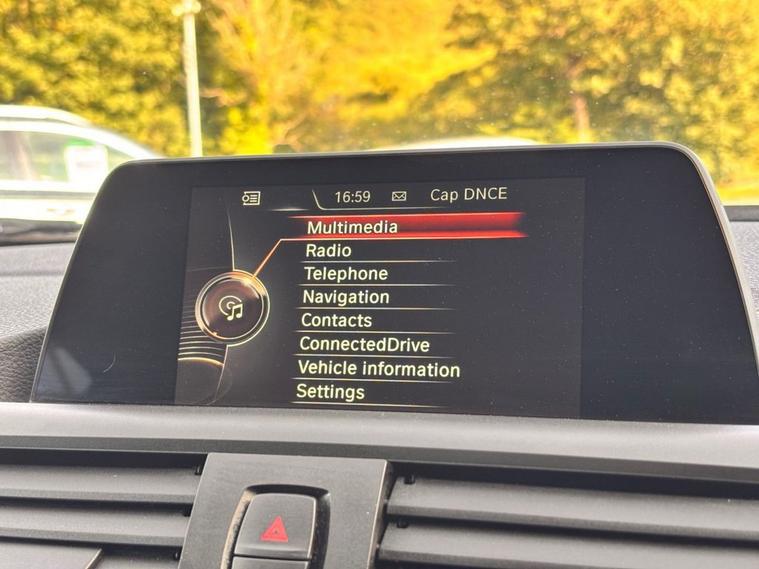 16:59 Cap DNCE
Multimedia
Radio
Telephone
Navigation
Contacts
ConnectedDrive
Vehicle information
Settings